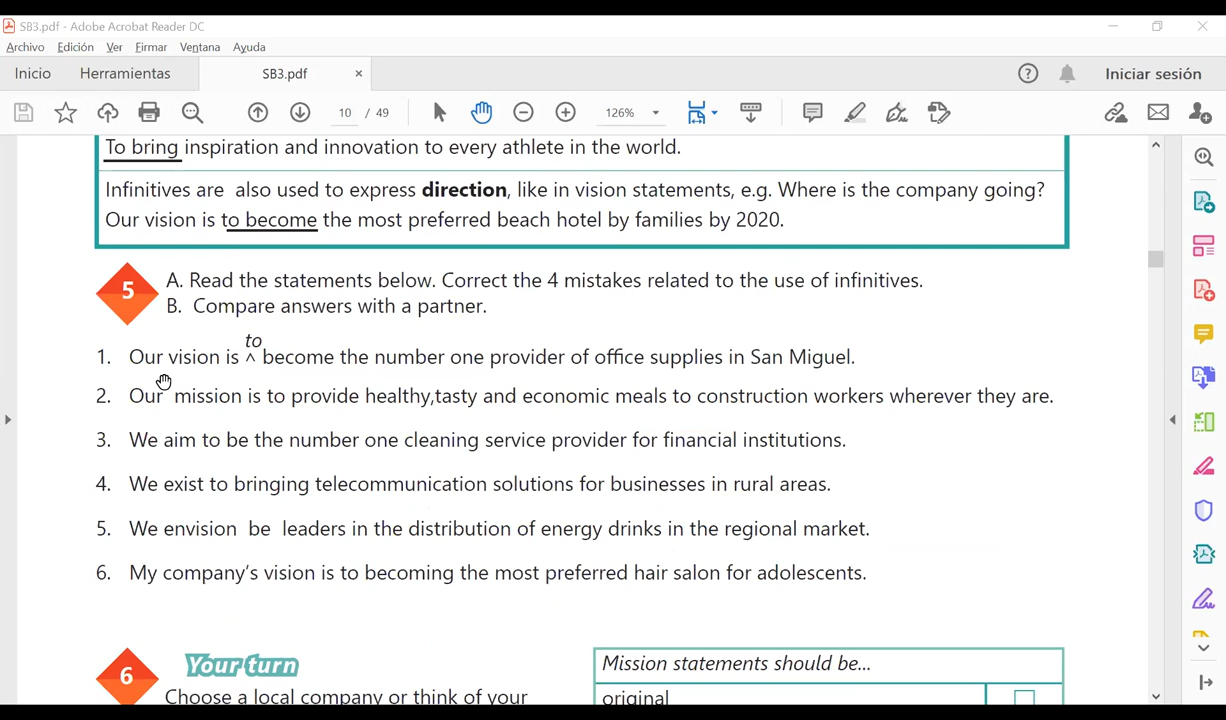 SB3.pdf - Adobe Acrobat Reader DC
Archivo Edición Ver Firmar Ventana Ayuda
Inicio Herramientas SB3.pdf × Iniciar sesión
10 / 49 126%
To bring inspiration and innovation to every athlete in the world.
Infinitives are also used to express direction, like in vision statements, e.g. Where is the company going?
Our vision is to become the most preferred beach hotel by families by 2020.
5 A. Read the statements below. Correct the 4 mistakes related to the use of infinitives.
B. Compare answers with a partner.
to
1. Our vision is ^ become the number one provider of office supplies in San Miguel.
2. Our mission is to provide healthy,tasty and economic meals to construction workers wherever they are.
3. We aim to be the number one cleaning service provider for financial institutions.
4. We exist to bringing telecommunication solutions for businesses in rural areas.
5. We envision be leaders in the distribution of energy drinks in the regional market.
6. My company's vision is to becoming the most preferred hair salon for adolescents.
6 Your turn
Choose a local company or think of your
Mission statements should be...
original